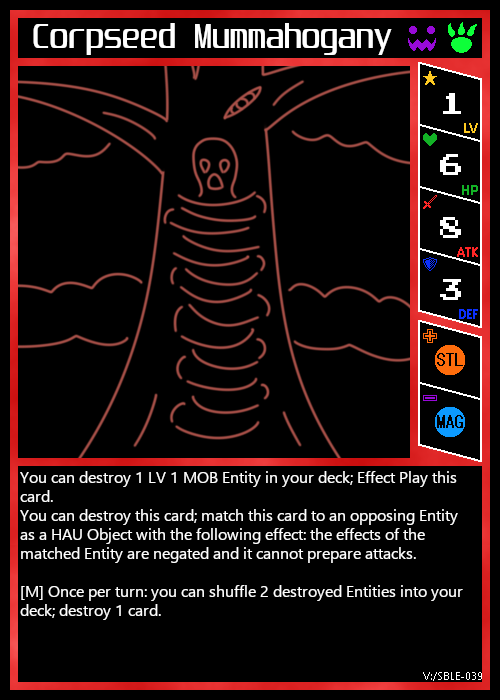 Corpseed Mummahogany
1
LV
6
HP
8
ATK
3
DEF
STL
MAG
You can destroy 1 LV 1 MOB Entity in your deck; Effect Play this
card.
You can destroy this card; match this card to an opposing Entity
as a HAU Object with the following effect: the effects of the
matched Entity are negated and it cannot prepare attacks.
[M] Once per turn: you can shuffle 2 destroyed Entities into your
deck; destroy 1 card.
V:/SBLE-039